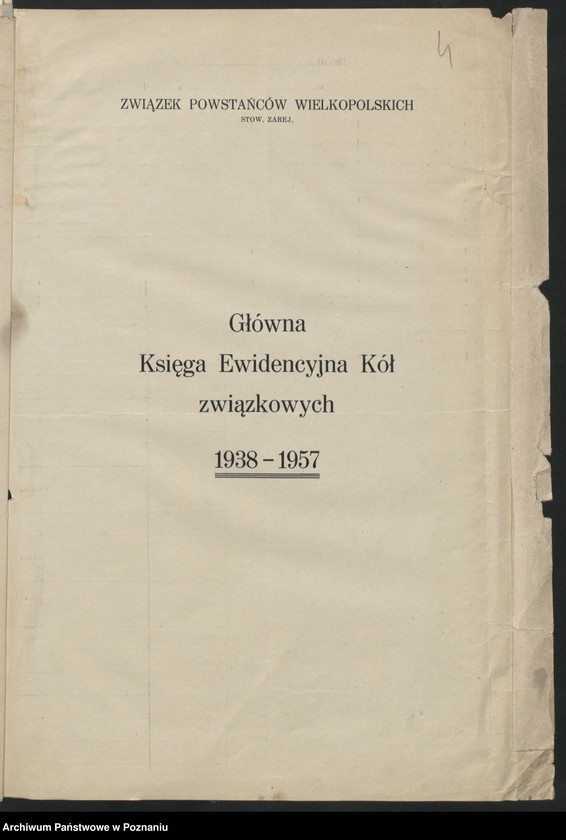 4
ZWIĄZEK POWSTAŃCÓW WIELKOPOLSKICH
STOW. ZAREJ.
Główna
Księga Ewidencyjna Kół
związkowych
1938 – 1957
Archiwum Państwowe w Poznaniu